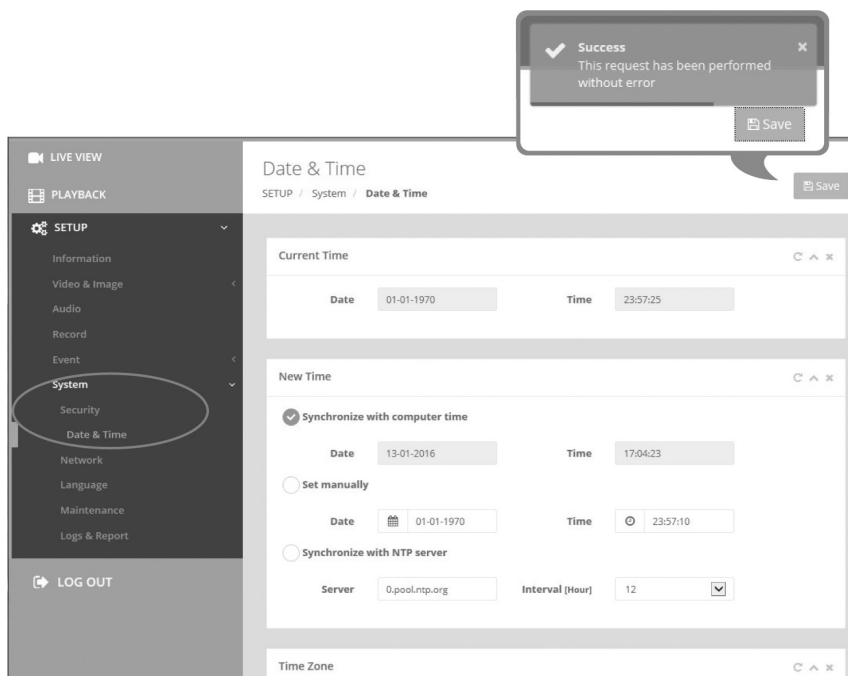 Success
This request has been performed
without error
Save
LIVE VIEW
PLAYBACK
SETUP
Information
Video & Image
Audio
Record
Event
System
Security
Date & Time
Network
Language
Maintenance
Logs & Report
LOG OUT
Date & Time
SETUP / System / Date & Time
Save
Current Time
Date 01-01-1970 Time 23:57:25
New Time
Synchronize with computer time
Date 13-01-2016 Time 17:04:23
Set manually
Date 01-01-1970 Time 23:57:10
Synchronize with NTP server
Server 0.pool.ntp.org Interval [Hour] 12
Time Zone